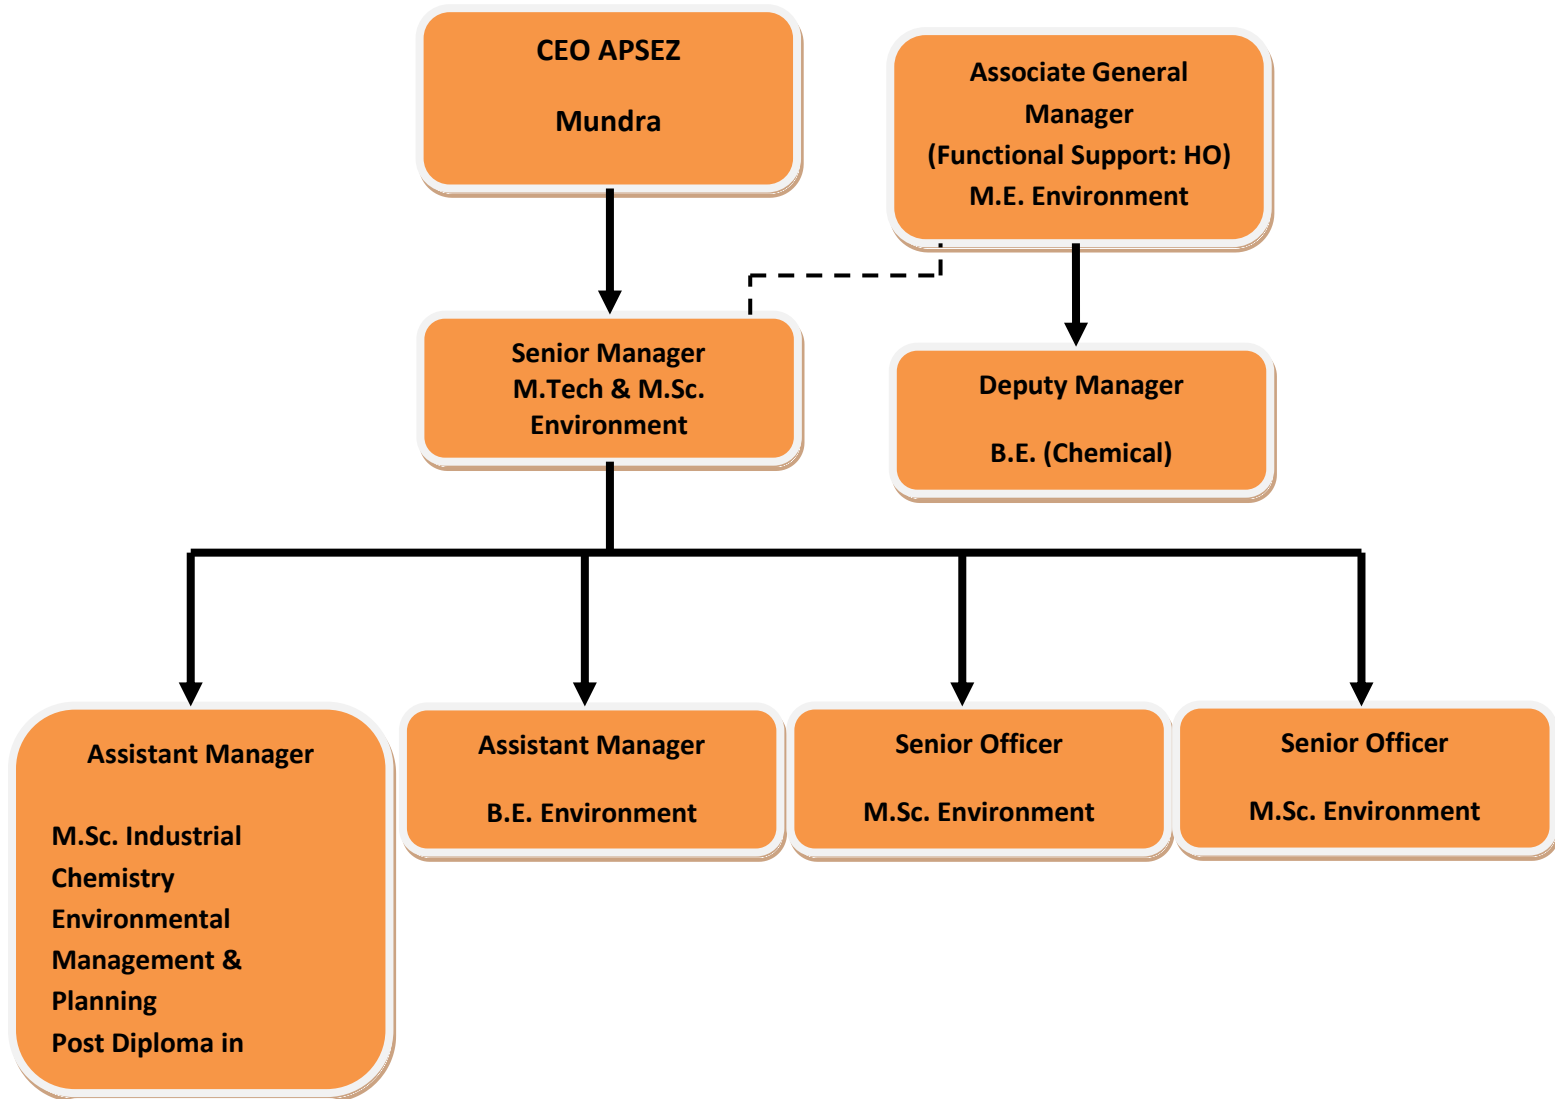 CEO APSEZ
Mundra
Associate General
Manager
(Functional Support: HO)
M.E. Environment
Senior Manager
M.Tech & M.Sc.
Environment
Deputy Manager
B.E. (Chemical)
Assistant Manager
M.Sc. Industrial
Chemistry
Environmental
Management &
Planning
Post Diploma in
Assistant Manager
B.E. Environment
Senior Officer
M.Sc. Environment
Senior Officer
M.Sc. Environment